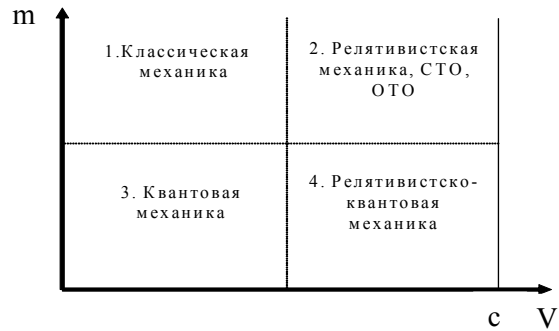 m
1.Классическая
механика
2. Релятивистская
механика, СТО,
ОТО
3. Квантовая
механика
4. Релятивистско-
квантовая
механика
c
V